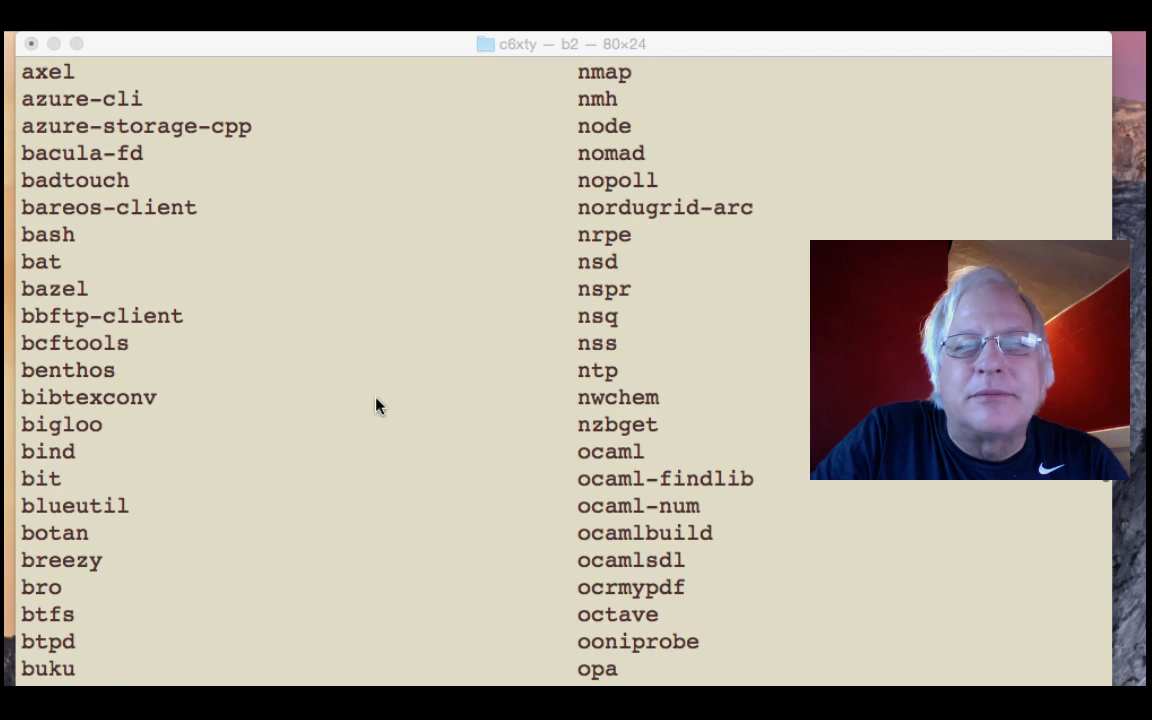 c6xty — b2 — 80×24
axel
azure-cli
azure-storage-cpp
bacula-fd
badtouch
bareos-client
bash
bat
bazel
bbftp-client
bcftools
benthos
bibtexconv
bigloo
bind
bit
blueutil
botan
breezy
bro
btfs
btpd
buku
nmap
nmh
node
nomad
nopoll
nordugrid-arc
nrpe
nsd
nspr
nsq
nss
ntp
nwchem
nzbget
ocaml
ocaml-findlib
ocaml-num
ocamlbuild
ocamlsdl
ocrmypdf
octave
ooniprobe
opa